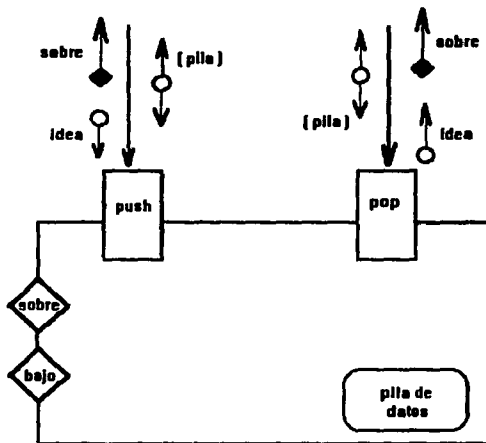 sobre
(pila)
idea
sobre
(pila)
idea
push
pop
sobre
bajo
pila de
datos